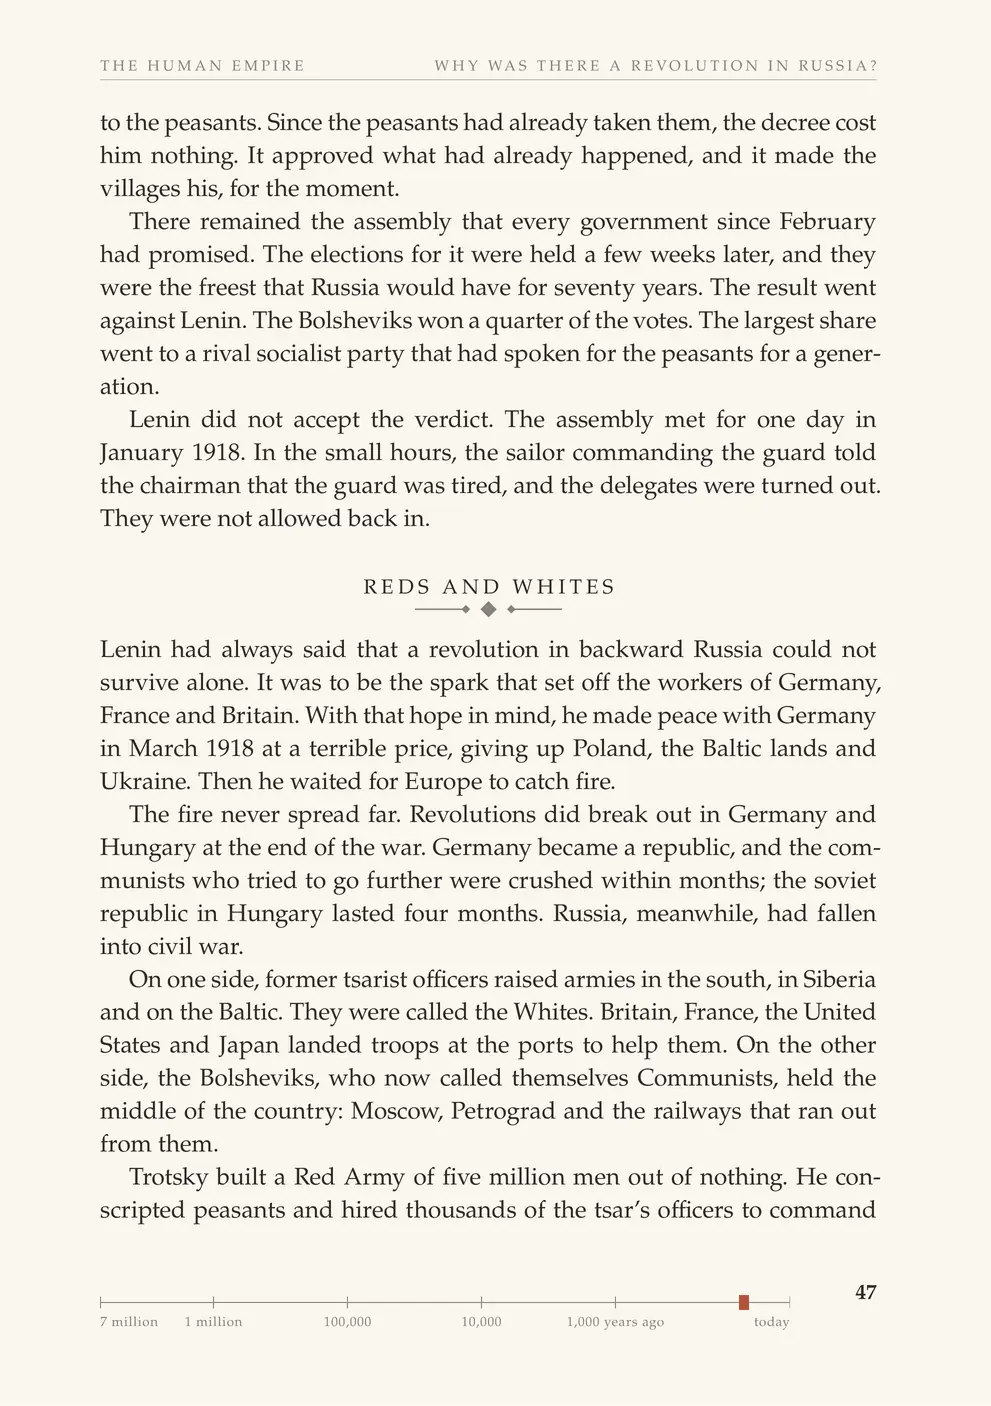 THE HUMAN EMPIRE
WHY WAS THERE A REVOLUTION IN RUSSIA?
to the peasants. Since the peasants had already taken them, the decree cost
him nothing. It approved what had already happened, and it made the
villages his, for the moment.
There remained the assembly that every government since February
had promised. The elections for it were held a few weeks later, and they
were the freest that Russia would have for seventy years. The result went
against Lenin. The Bolsheviks won a quarter of the votes. The largest share
went to a rival socialist party that had spoken for the peasants for a gener-
ation.
Lenin did not accept the verdict. The assembly met for one day in
January 1918. In the small hours, the sailor commanding the guard told
the chairman that the guard was tired, and the delegates were turned out.
They were not allowed back in.
REDS AND WHITES
Lenin had always said that a revolution in backward Russia could not
survive alone. It was to be the spark that set off the workers of Germany,
France and Britain. With that hope in mind, he made peace with Germany
in March 1918 at a terrible price, giving up Poland, the Baltic lands and
Ukraine. Then he waited for Europe to catch fire.
The fire never spread far. Revolutions did break out in Germany and
Hungary at the end of the war. Germany became a republic, and the com-
munists who tried to go further were crushed within months; the soviet
republic in Hungary lasted four months. Russia, meanwhile, had fallen
into civil war.
On one side, former tsarist officers raised armies in the south, in Siberia
and on the Baltic. They were called the Whites. Britain, France, the United
States and Japan landed troops at the ports to help them. On the other
side, the Bolsheviks, who now called themselves Communists, held the
middle of the country: Moscow, Petrograd and the railways that ran out
from them.
Trotsky built a Red Army of five million men out of nothing. He con-
scripted peasants and hired thousands of the tsar’s officers to command
47
7 million
1 million
100,000
10,000
1,000 years ago
today